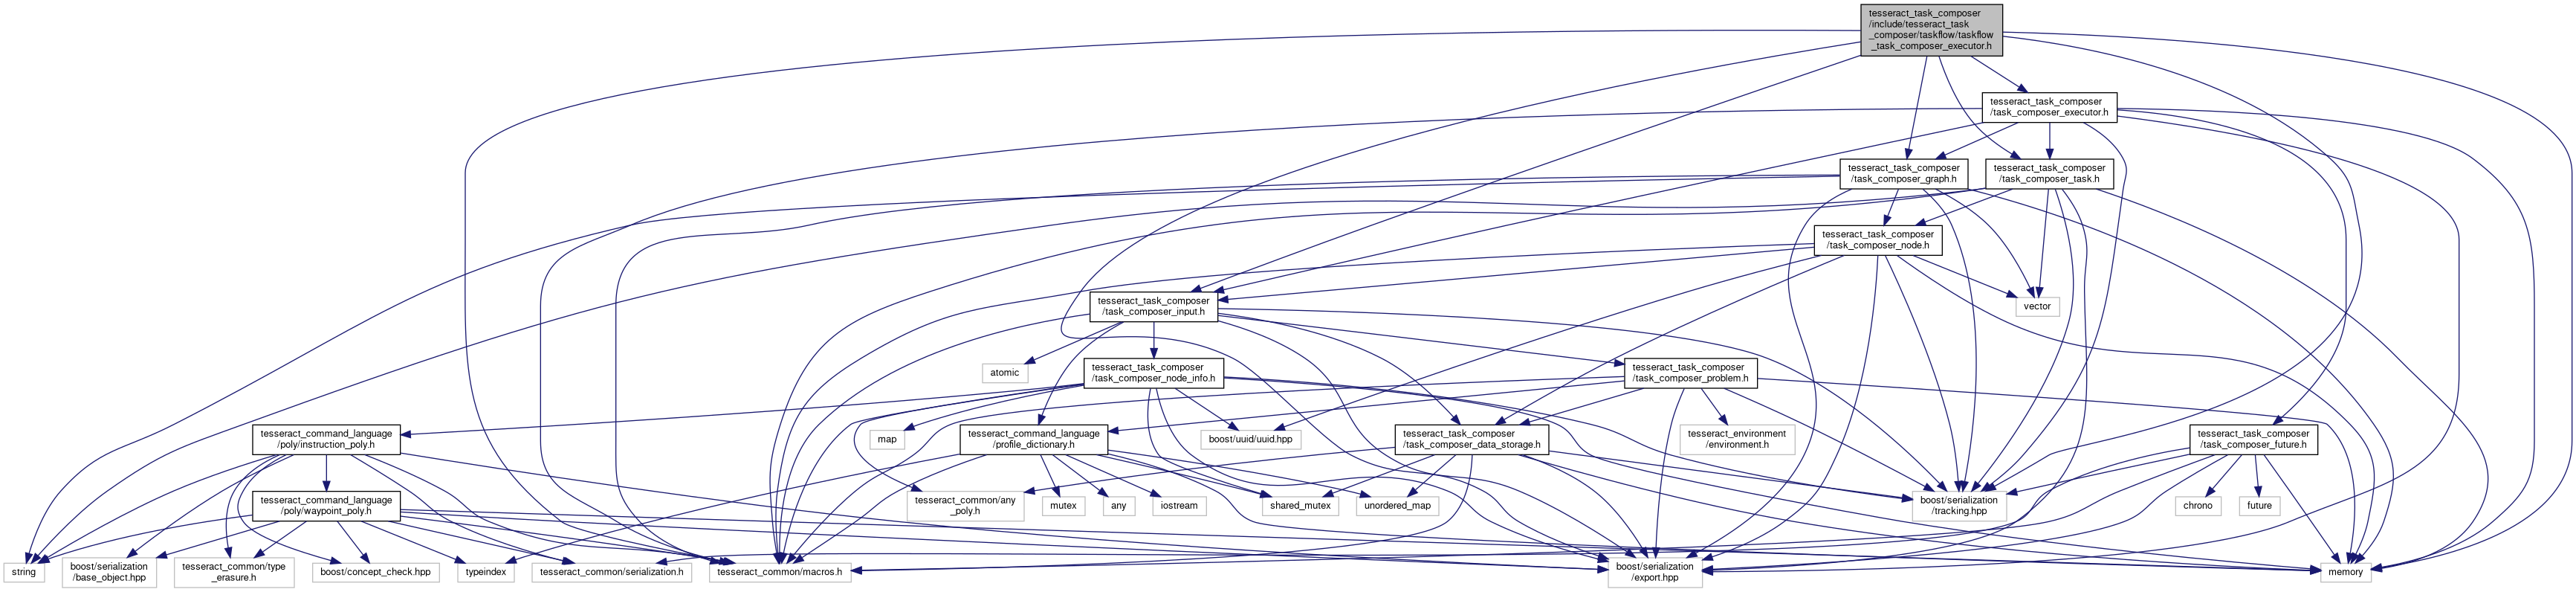 tesseract_task_composer
/include/tesseract_task
_composer/taskflow/taskflow
_task_composer_executor.h
tesseract_task_composer
/task_composer_executor.h
tesseract_task_composer
/task_composer_graph.h
tesseract_task_composer
/task_composer_task.h
tesseract_task_composer
/task_composer_node.h
tesseract_task_composer
/task_composer_input.h
vector
atomic
tesseract_task_composer
/task_composer_node_info.h
tesseract_task_composer
/task_composer_problem.h
tesseract_command_language
/poly/instruction_poly.h
map
tesseract_command_language
/profile_dictionary.h
boost/uuid/uuid.hpp
tesseract_task_composer
/task_composer_data_storage.h
tesseract_environment
/environment.h
tesseract_task_composer
/task_composer_future.h
tesseract_command_language
/poly/waypoint_poly.h
tesseract_common/any
_poly.h
mutex
any
iostream
shared_mutex
unordered_map
boost/serialization
/tracking.hpp
chrono
future
string
boost/serialization
/base_object.hpp
tesseract_common/type
_erasure.h
boost/concept_check.hpp
typeindex
tesseract_common/serialization.h
tesseract_common/macros.h
boost/serialization
/export.hpp
memory